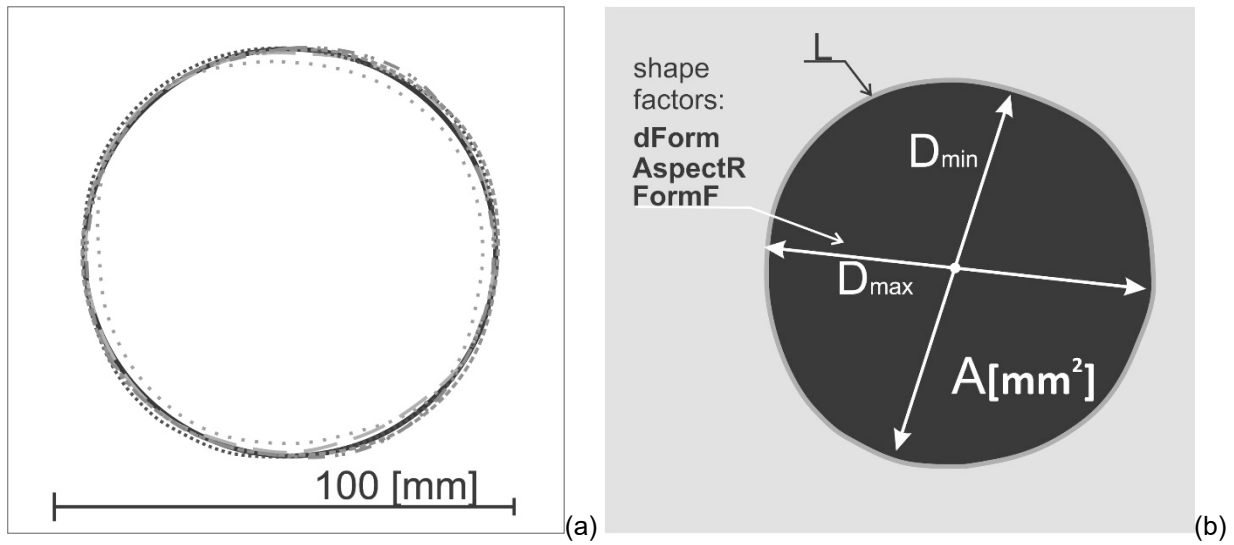 100 [mm]
(a)
L
shape
factors:
dForm
AspectR
FormF
Dmin
Dmax
A[mm²]
(b)